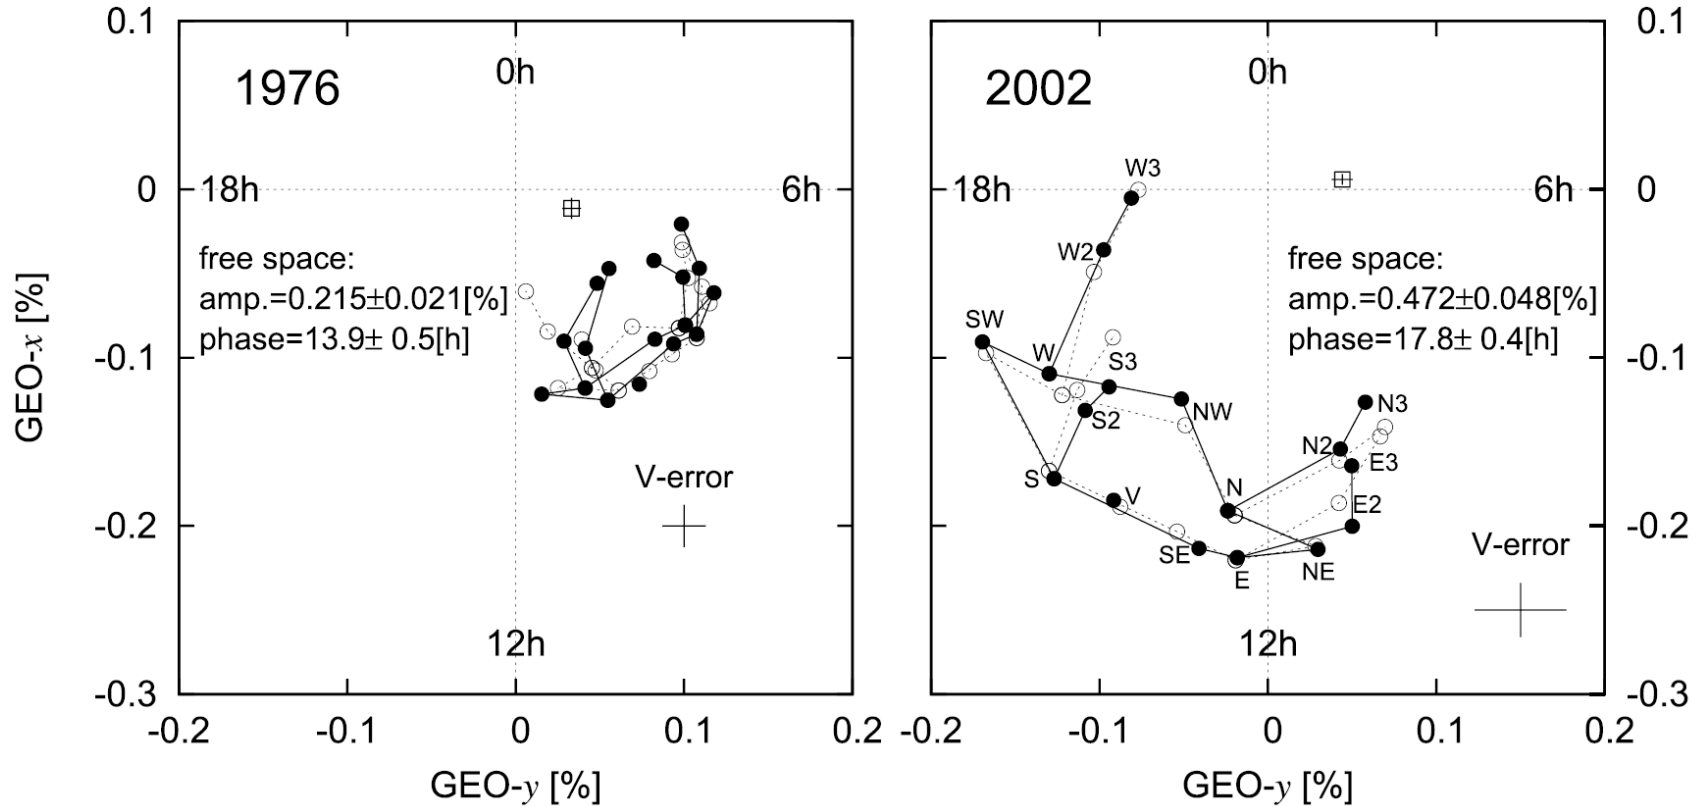 0.1
0
-0.1
-0.2
-0.3
GEO-x [%]
1976
0h
18h
6h
free space:
amp.=0.215±0.021[%]
phase=13.9± 0.5[h]
V-error
12h
-0.2
-0.1
0
0.1
0.2
GEO-y [%]
2002
0h
18h
6h
W3
W2
free space:
amp.=0.472±0.048[%]
phase=17.8± 0.4[h]
SW
W
S3
S2
NW
N3
N2
E3
S
V
N
E2
SE
E
NE
V-error
12h
0.1
0
-0.1
-0.2
-0.3
-0.2
-0.1
0
0.1
0.2
GEO-y [%]